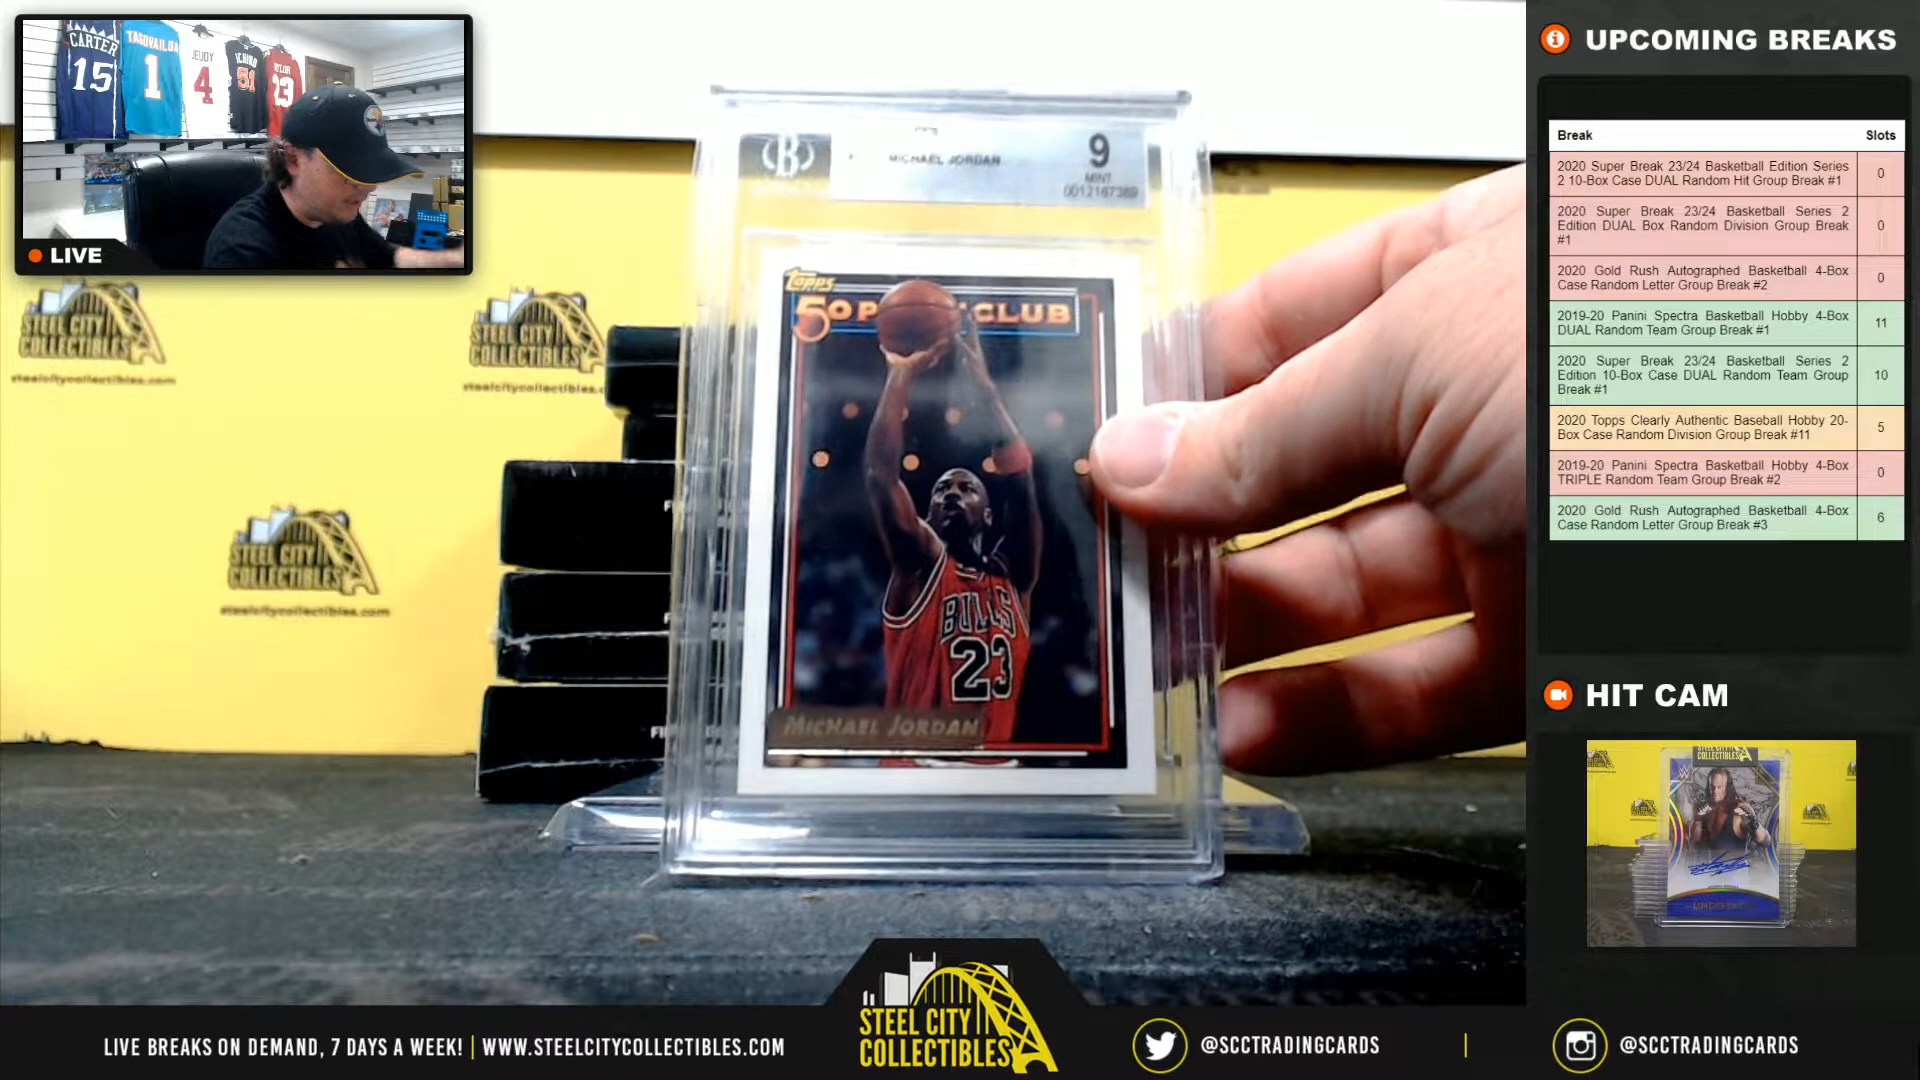 CARTER
15
TAGOVAILOA
1
JEUDY
4
ICHIRO
51
23
LIVE
MICHAEL JORDAN
9
MINT
0012167369
Topps
50 P CLUB
BULLS
23
MICHAEL JORDAN
STEEL CITY
COLLECTIBLES
steelcitycollectibles.com
STEEL CITY
COLLECTIBLES
steelcitycollectibles.com
STEEL CITY
COLLECTIBLES
steelcitycollectibles.com
UPCOMING BREAKS
Break Slots
2020 Super Break 23/24 Basketball Edition Series
2 10-Box Case DUAL Random Hit Group Break #1 0
2020 Super Break 23/24 Basketball Series 2
Edition DUAL Box Random Division Group Break 0
#1
2020 Gold Rush Autographed Basketball 4-Box
Case Random Letter Group Break #2 0
2019-20 Panini Spectra Basketball Hobby 4-Box
DUAL Random Team Group Break #1 11
2020 Super Break 23/24 Basketball Series 2
Edition 10-Box Case DUAL Random Team Group 10
Break #1
2020 Topps Clearly Authentic Baseball Hobby 20-
Box Case Random Division Group Break #11 5
2019-20 Panini Spectra Basketball Hobby 4-Box
TRIPLE Random Team Group Break #2 0
2020 Gold Rush Autographed Basketball 4-Box
Case Random Letter Group Break #3 6
HIT CAM
STEEL CITY
COLLECTIBLES
LIVE BREAKS ON DEMAND, 7 DAYS A WEEK! | WWW.STEELCITYCOLLECTIBLES.COM
STEEL CITY
COLLECTIBLES
@SCCTRADINGCARDS
@SCCTRADINGCARDS